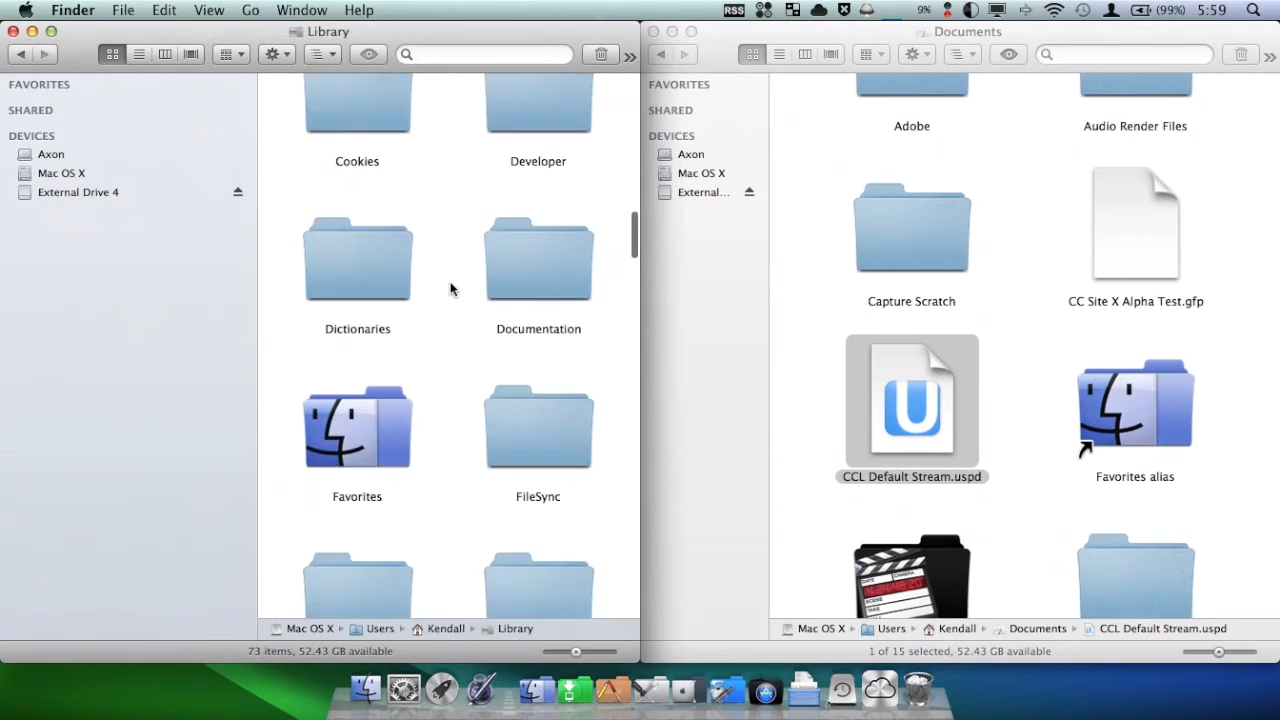 Finder File Edit View Go Window Help RSS 9% (99%) 5:59
Library
FAVORITES
SHARED
DEVICES
Axon
Mac OS X
External Drive 4
Cookies Developer
Dictionaries Documentation
Favorites FileSync
Mac OS X Users Kendall Library
73 items, 52.43 GB available
Documents
FAVORITES
SHARED
DEVICES
Axon
Mac OS X
External...
Adobe Audio Render Files
Capture Scratch CC Site X Alpha Test.gfp
U
CCL Default Stream.uspd Favorites alias
Mac OS X Users Kendall Documents CCL Default Stream.uspd
1 of 15 selected, 52.43 GB available